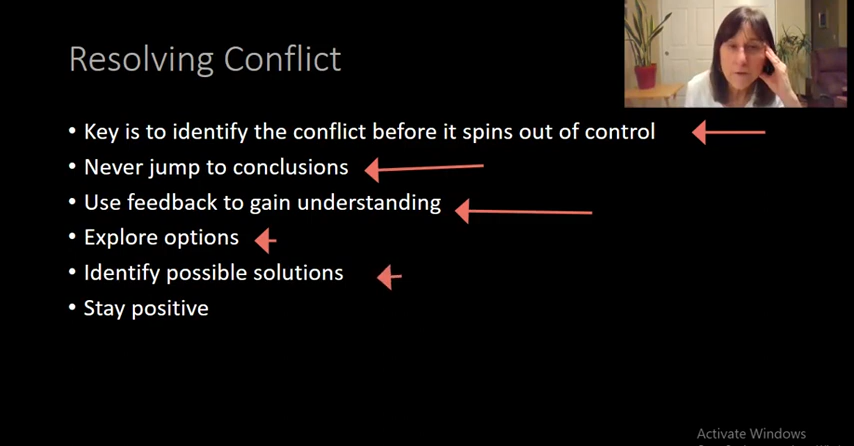 Resolving Conflict
• Key is to identify the conflict before it spins out of control
• Never jump to conclusions
• Use feedback to gain understanding
• Explore options
• Identify possible solutions
• Stay positive
Activate Windows